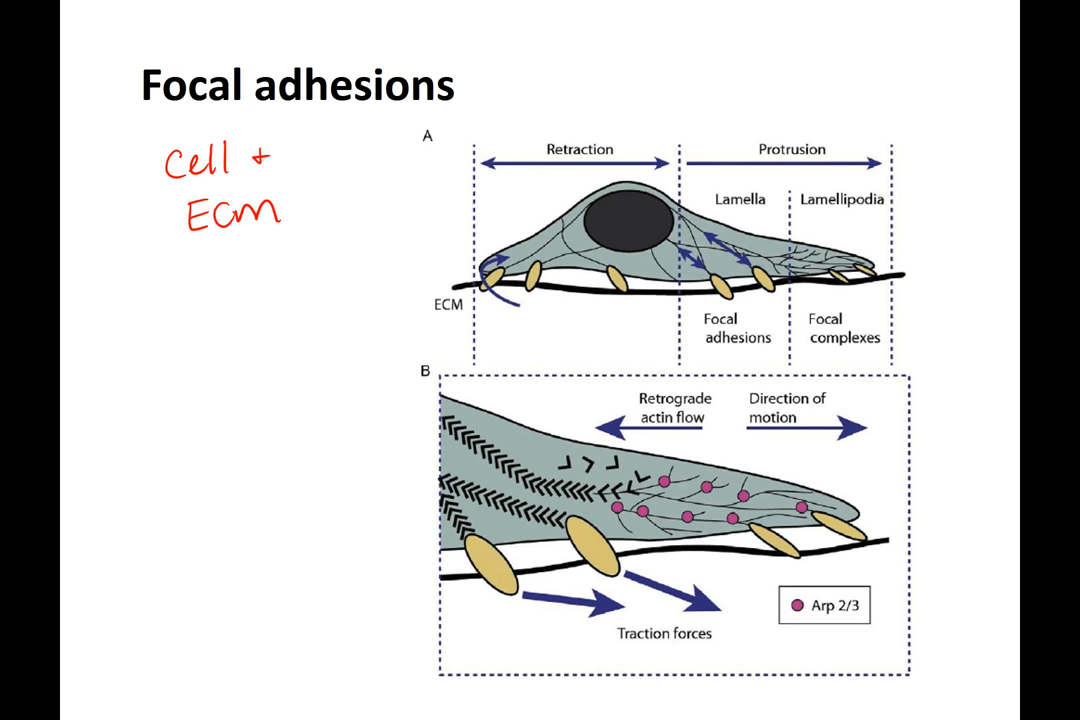 Focal adhesions
Cell +
ECM
A
Retraction
Protrusion
Lamella
Lamellipodia
ECM
Focal
adhesions
Focal
complexes
B
Retrograde
actin flow
Direction of
motion
Arp 2/3
Traction forces